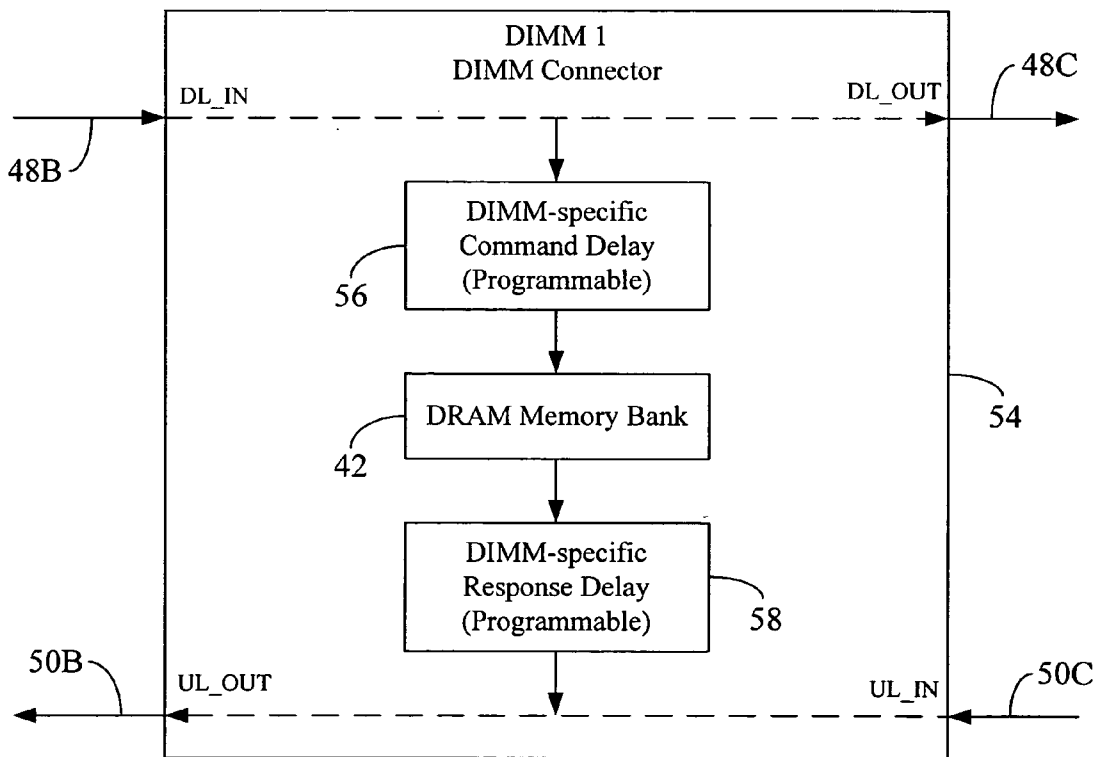 DIMM 1
DIMM Connector
48C
DL_IN
DL_OUT
48B
DIMM-specific
Command Delay
(Programmable)
56
DRAM Memory Bank
54
42
DIMM-specific
Response Delay
(Programmable)
58
50B
UL_OUT
UL_IN
50C